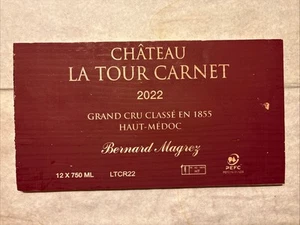 CHÂTEAU
LA TOUR CARNET
2022
GRAND CRU CLASSÉ EN 1855
HAUT-MÉDOC
Bernard Magrez
12 X 750 ML LTCR22
PEFC